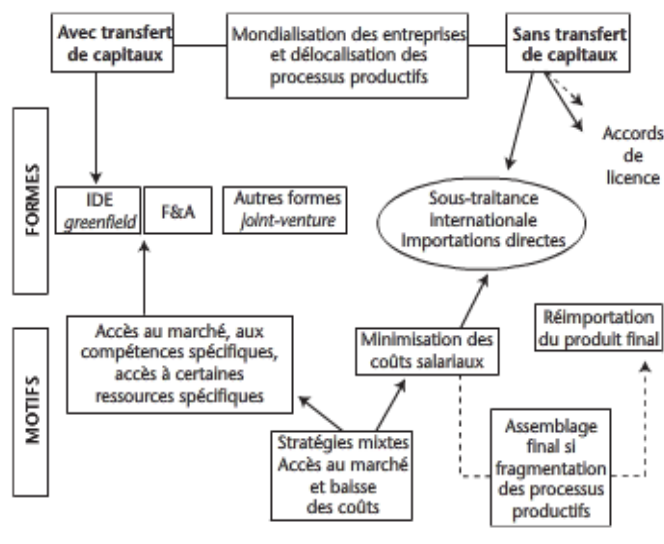 Avec transfert
de capitaux
Mondialisation des entreprises
et délocalisation des
processus productifs
Sans transfert
de capitaux
Accords
de
licence
FORMES
IDE
greenfield
F&A
Autres formes
joint-venture
Sous-traitance
internationale
Importations directes
MOTIFS
Accès au marché, aux
compétences spécifiques,
accès à certaines
ressources spécifiques
Minimisation des
coûts salariaux
Réimportation
du produit final
Stratégies mixtes
Accès au marché
et baisse
des coûts
Assemblage
final si
fragmentation
des processus
productifs